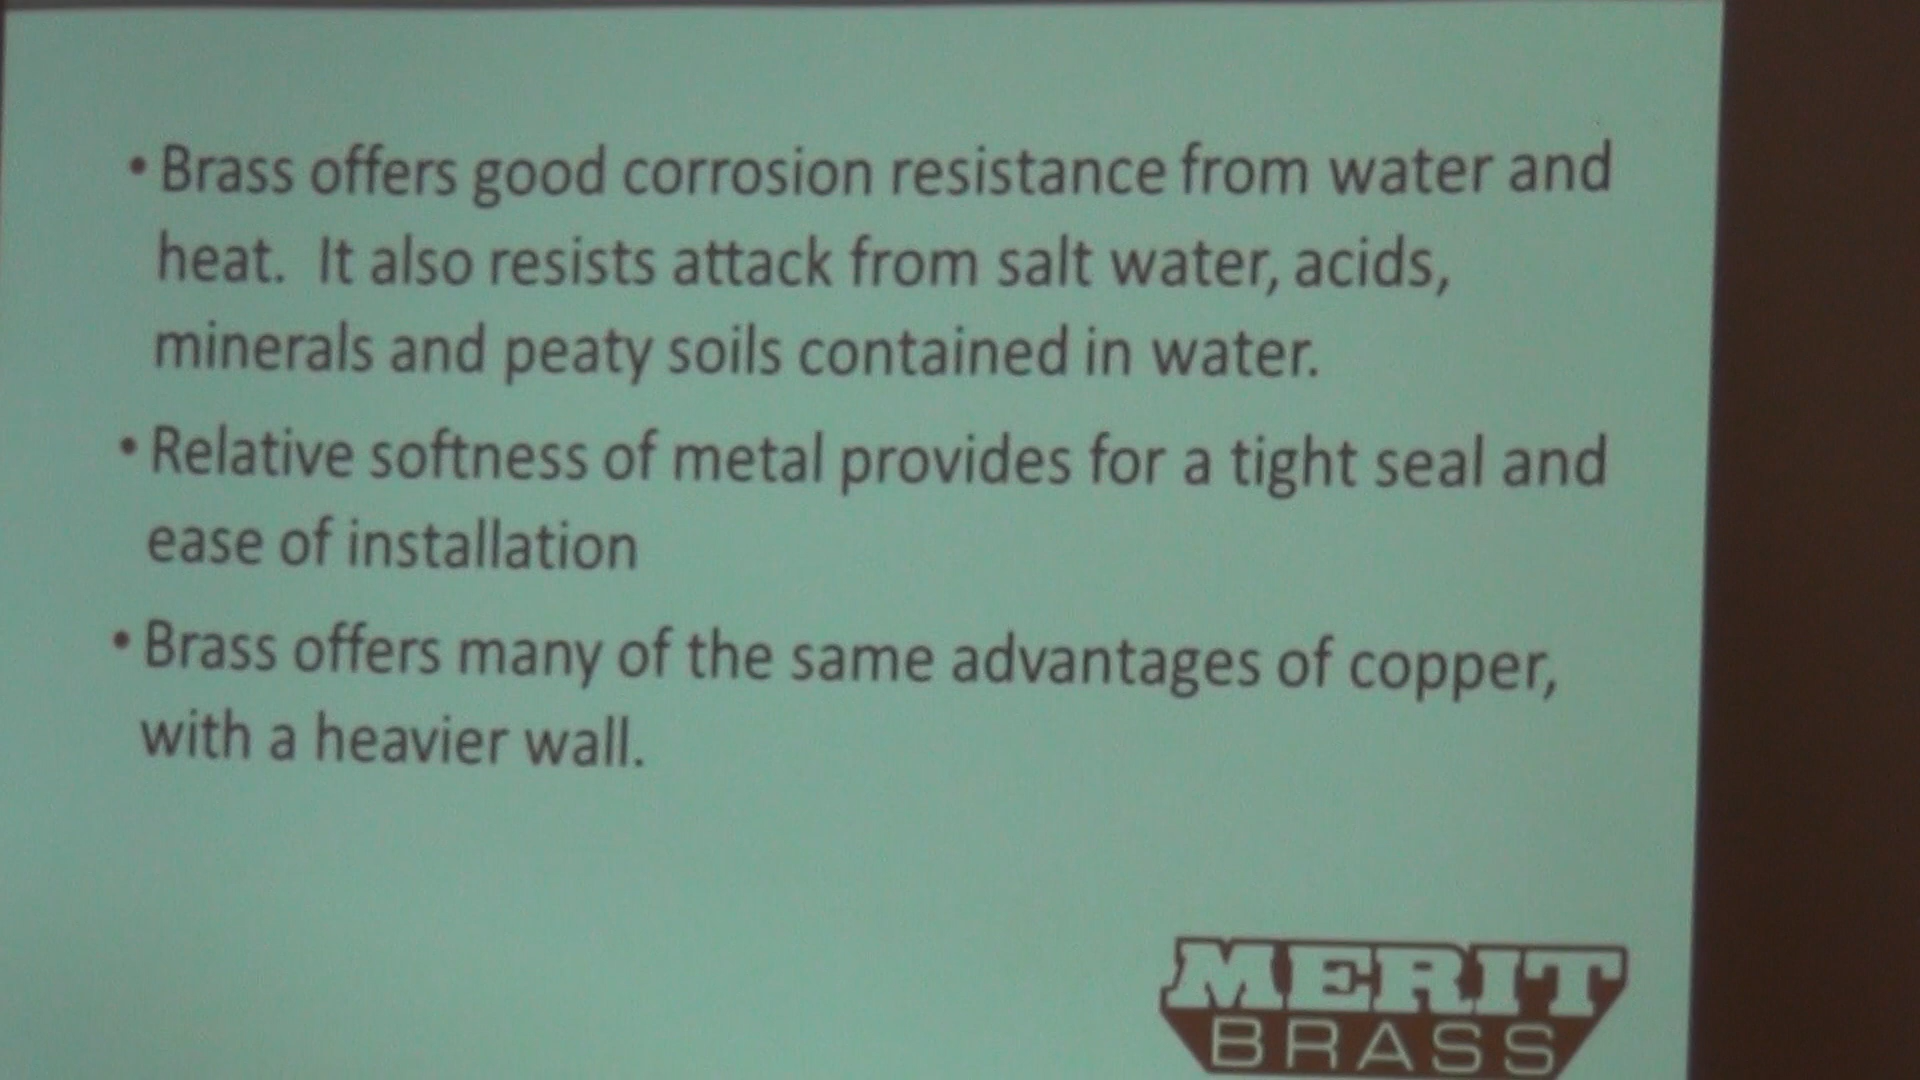 • Brass offers good corrosion resistance from water and
heat. It also resists attack from salt water, acids,
minerals and peaty soils contained in water.
• Relative softness of metal provides for a tight seal and
ease of installation
• Brass offers many of the same advantages of copper,
with a heavier wall.
MERIT
BRASS